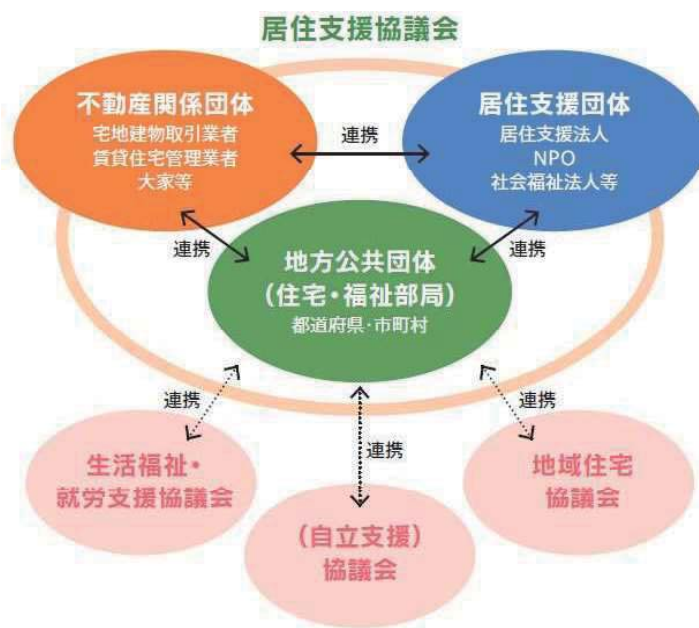 居住支援協議会
不動産関係団体
宅地建物取引業者
賃貸住宅管理業者
大家等
連携
居住支援団体
居住支援法人
NPO
社会福祉法人等
連携
連携
地方公共団体
(住宅・福祉部局)
都道府県・市町村
連携
連携
連携
生活福祉・
就労支援協議会
(自立支援)
協議会
地域住宅
協議会